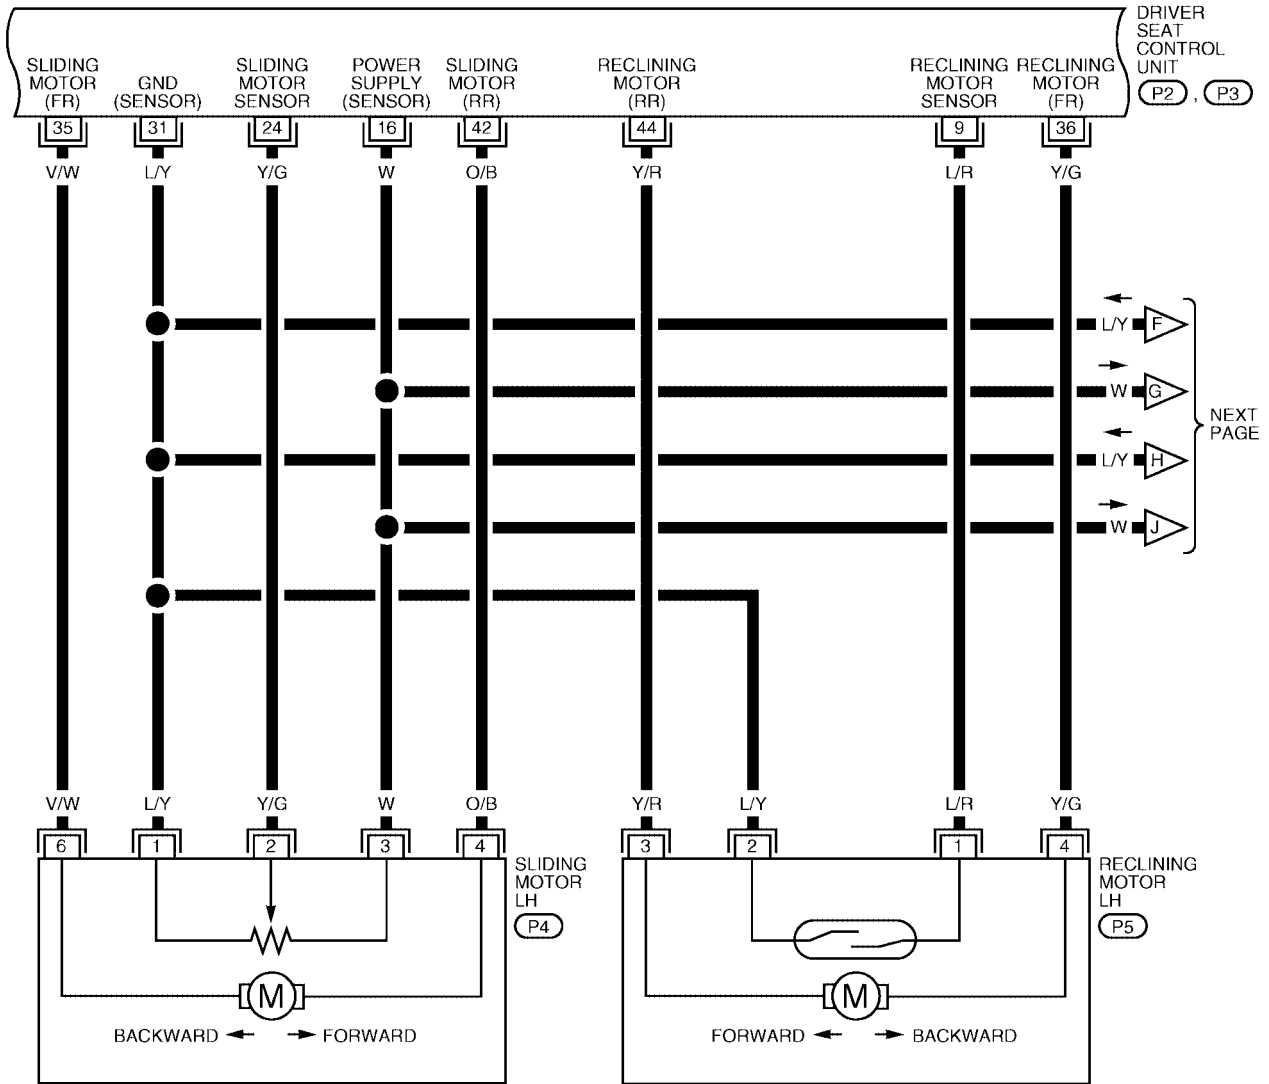 DRIVER
SEAT
CONTROL
UNIT
P2 , P3
SLIDING
MOTOR
(FR)
GND
(SENSOR)
SLIDING
MOTOR
SENSOR
POWER
SUPPLY
(SENSOR)
SLIDING
MOTOR
(RR)
RECLINING
MOTOR
(RR)
RECLINING
MOTOR
SENSOR
RECLINING
MOTOR
(FR)
35 31 24 16 42 44 9 36
V/W L/Y Y/G W O/B Y/R L/R Y/G
L/Y F
W G
NEXT
PAGE
L/Y H
W J
V/W L/Y Y/G W O/B Y/R L/Y L/R Y/G
6 1 2 3 4 3 2 1 4
SLIDING
MOTOR
LH
P4
RECLINING
MOTOR
LH
P5
M M
BACKWARD FORWARD FORWARD BACKWARD